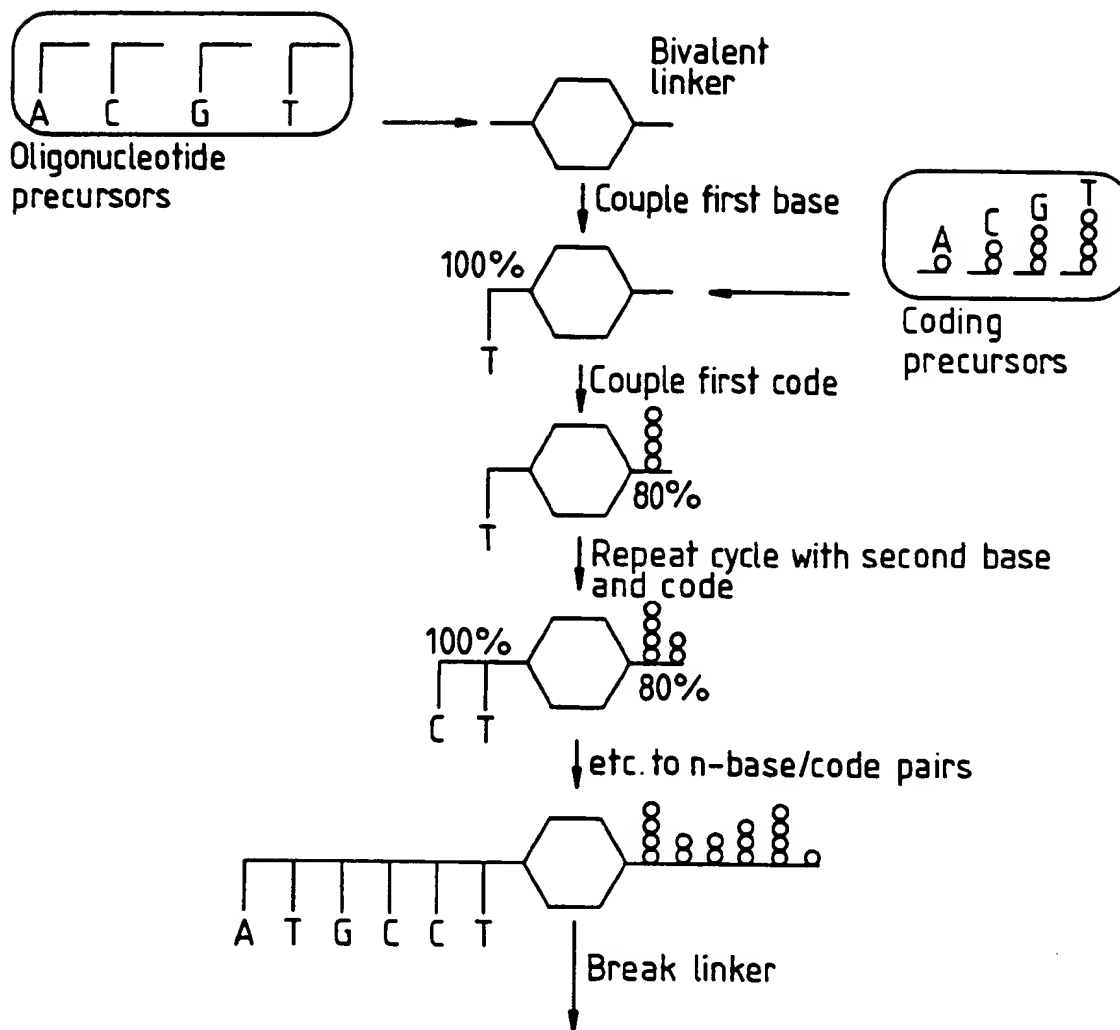 A C G T
Oligonucleotide
precursors
Bivalent
linker
Couple first base
A C G T
Coding
precursors
100%
T
Couple first code
T
80%
Repeat cycle with second base
and code
100%
80%
C T
etc. to n-base/code pairs
A T G C C T
Break linker